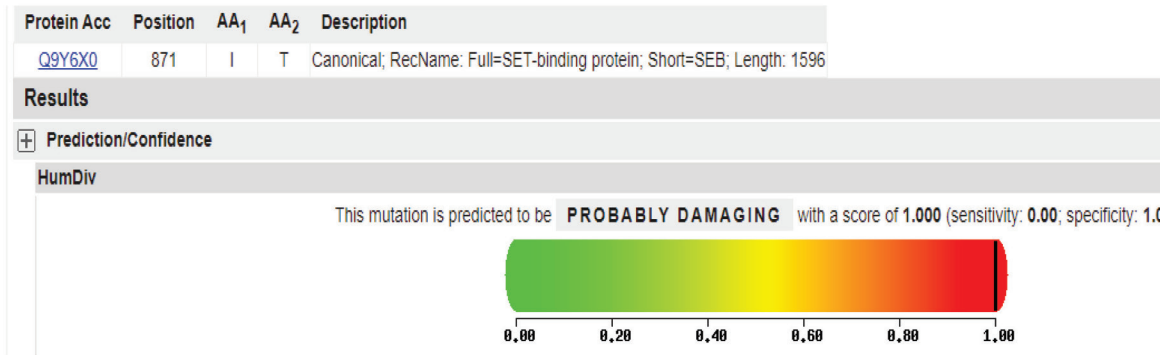 Protein Acc Position AA1 AA2 Description
Q9Y6X0 871 I T Canonical; RecName: Full=SET-binding protein; Short=SEB; Length: 1596
Results
+ Prediction/Confidence
HumDiv
This mutation is predicted to be PROBABLY DAMAGING with a score of 1.000 (sensitivity: 0.00; specificity: 1.0
0.00 0.20 0.40 0.60 0.80 1.00